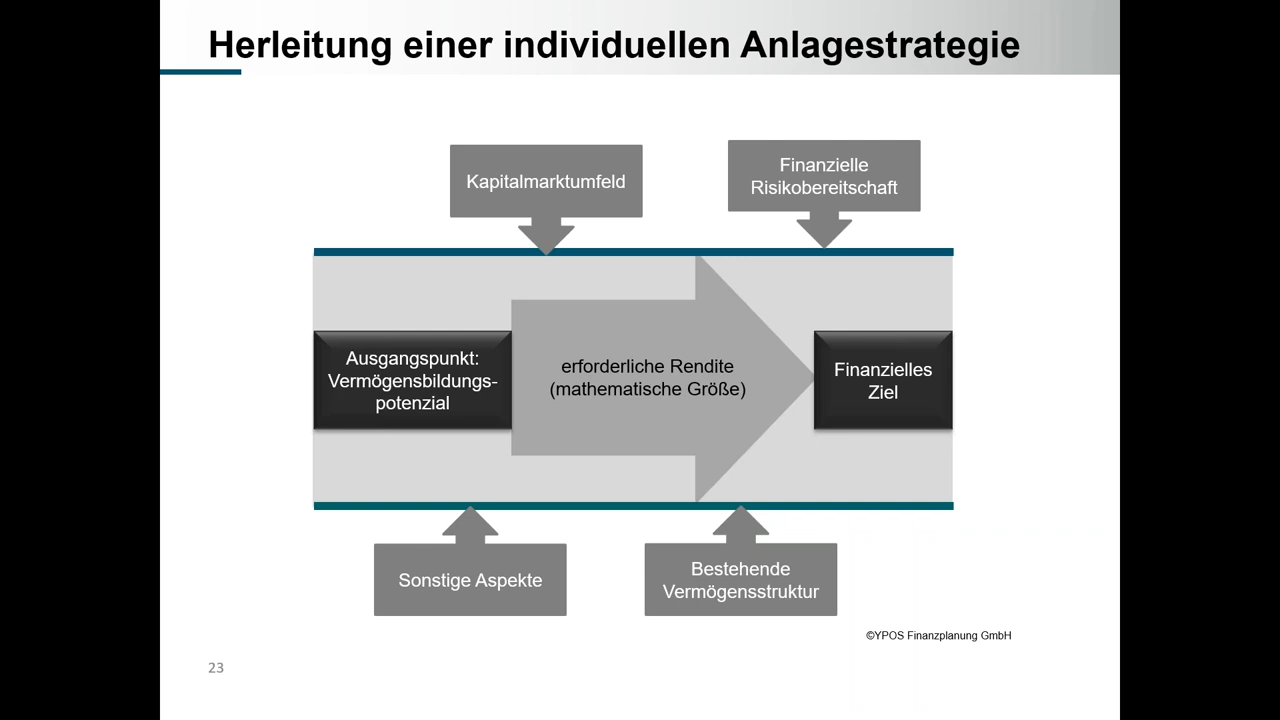 Herleitung einer individuellen Anlagestrategie
Kapitalmarktumfeld
Finanzielle
Risikobereitschaft
Ausgangspunkt:
Vermögensbildungs-
potenzial
erforderliche Rendite
(mathematische Größe)
Finanzielles
Ziel
Sonstige Aspekte
Bestehende
Vermögensstruktur
©YPOS Finanzplanung GmbH
23